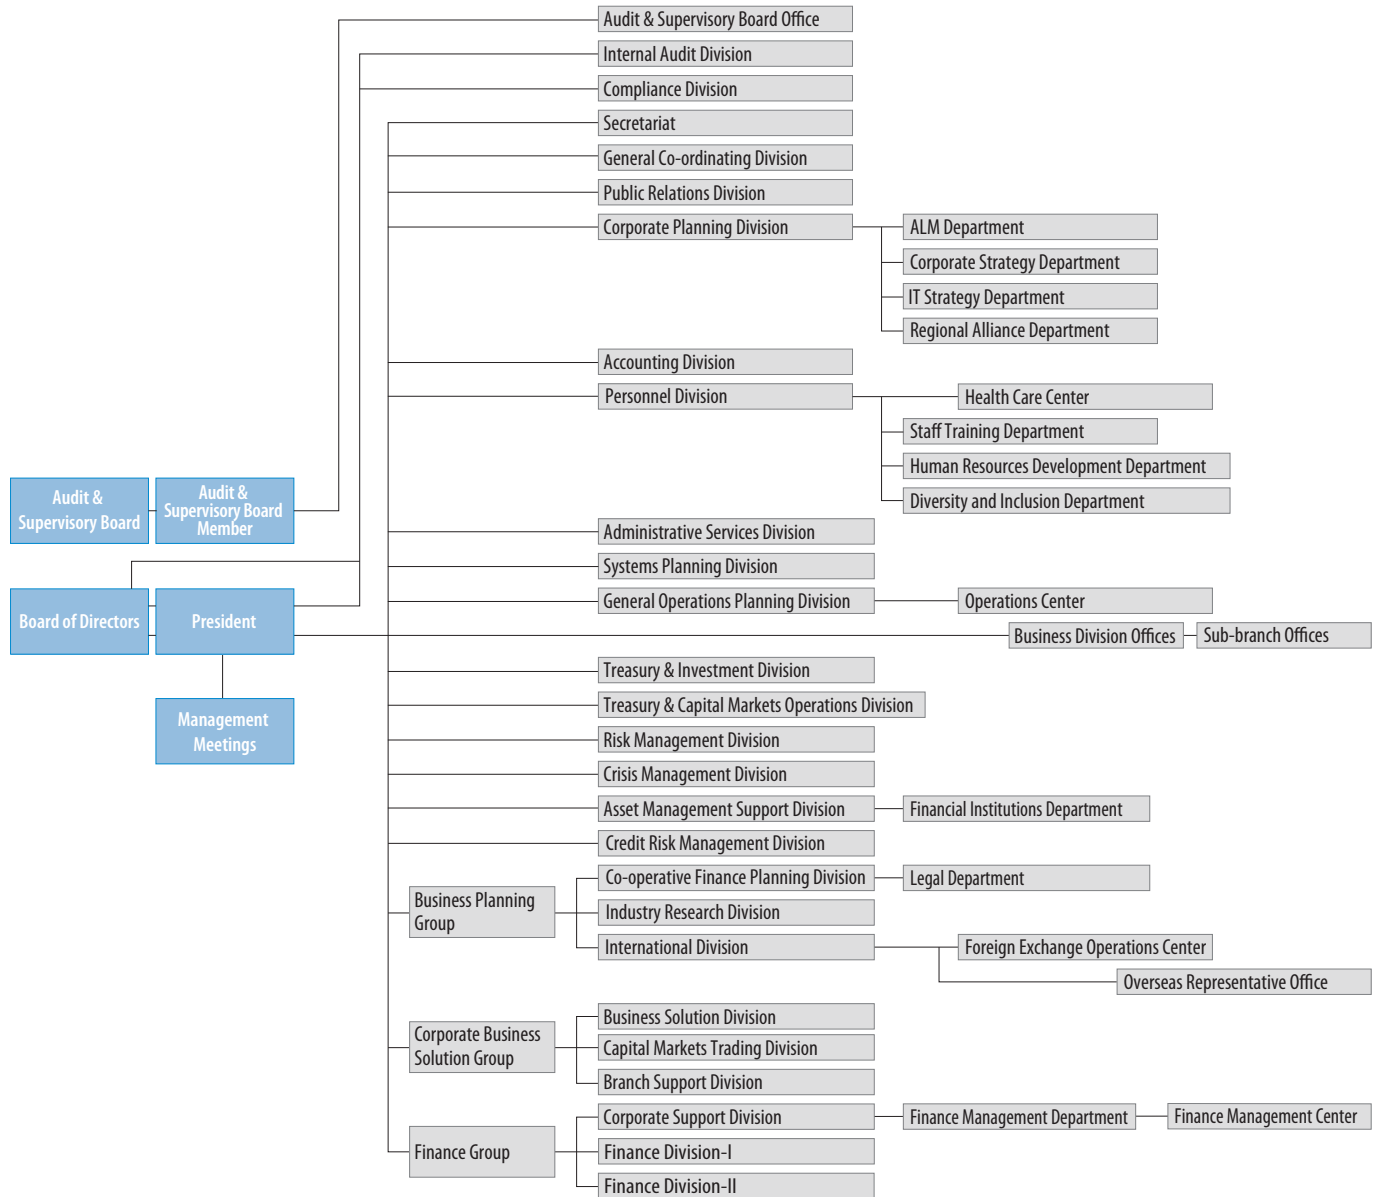 Audit & Supervisory Board Office
Internal Audit Division
Compliance Division
Secretariat
General Co-ordinating Division
Public Relations Division
Corporate Planning Division
ALM Department
Corporate Strategy Department
IT Strategy Department
Regional Alliance Department
Accounting Division
Personnel Division
Health Care Center
Staff Training Department
Human Resources Development Department
Diversity and Inclusion Department
Audit &
Supervisory Board
Audit &
Supervisory Board
Member
Administrative Services Division
Systems Planning Division
General Operations Planning Division
Operations Center
Board of Directors
President
Business Division Offices
Sub-branch Offices
Management
Meetings
Treasury & Investment Division
Treasury & Capital Markets Operations Division
Risk Management Division
Crisis Management Division
Asset Management Support Division
Financial Institutions Department
Credit Risk Management Division
Business Planning
Group
Co-operative Finance Planning Division
Legal Department
Industry Research Division
International Division
Foreign Exchange Operations Center
Overseas Representative Office
Corporate Business
Solution Group
Business Solution Division
Capital Markets Trading Division
Branch Support Division
Finance Group
Corporate Support Division
Finance Management Department
Finance Management Center
Finance Division-I
Finance Division-II